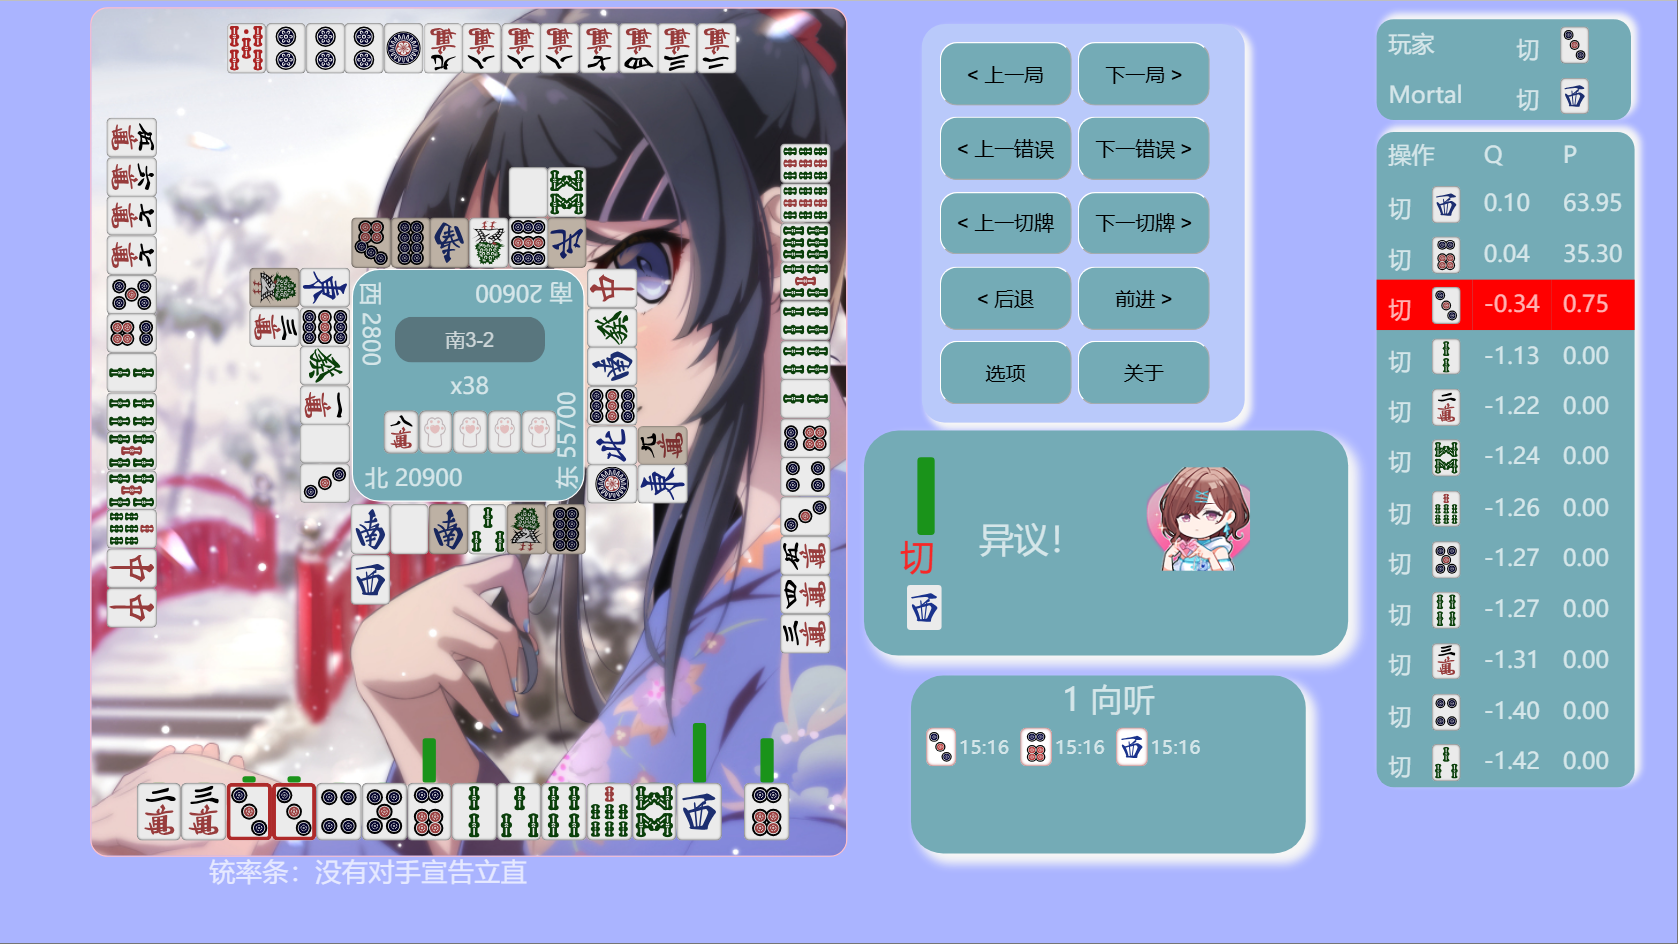 < 上一局
下一局 >
< 上一错误
下一错误 >
< 上一切牌
下一切牌 >
< 后退
前进 >
选项
关于
玩家 切
Mortal 切
操作 Q P
切 0.10 63.95
切 0.04 35.30
切 -0.34 0.75
切 -1.13 0.00
切 -1.22 0.00
切 -1.24 0.00
切 -1.26 0.00
切 -1.27 0.00
切 -1.27 0.00
切 -1.31 0.00
切 -1.40 0.00
切 -1.42 0.00
南 20900
西 2800
南3-2
x38
东 55700
北 20900
切
异议!
1 向听
15:16 15:16 15:16
铳率条：没有对手宣告立直